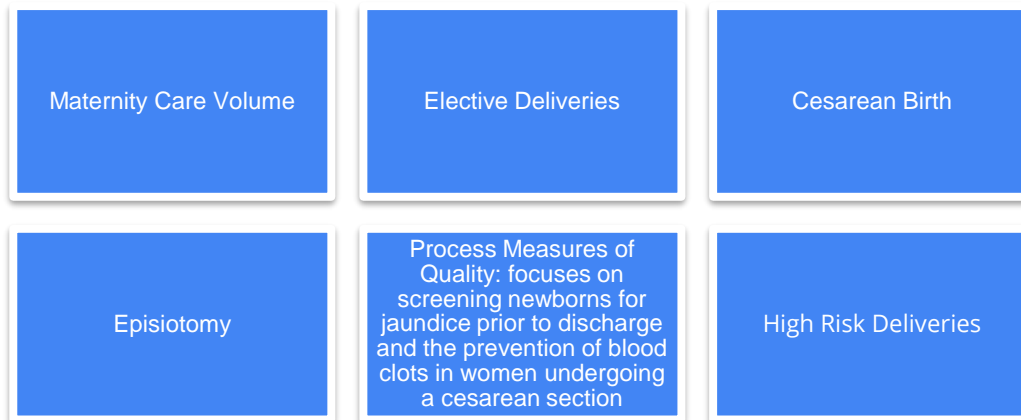 Maternity Care Volume
Elective Deliveries
Cesarean Birth
Episiotomy
Process Measures of
Quality: focuses on
screening newborns for
jaundice prior to discharge
and the prevention of blood
clots in women undergoing
a cesarean section
High Risk Deliveries